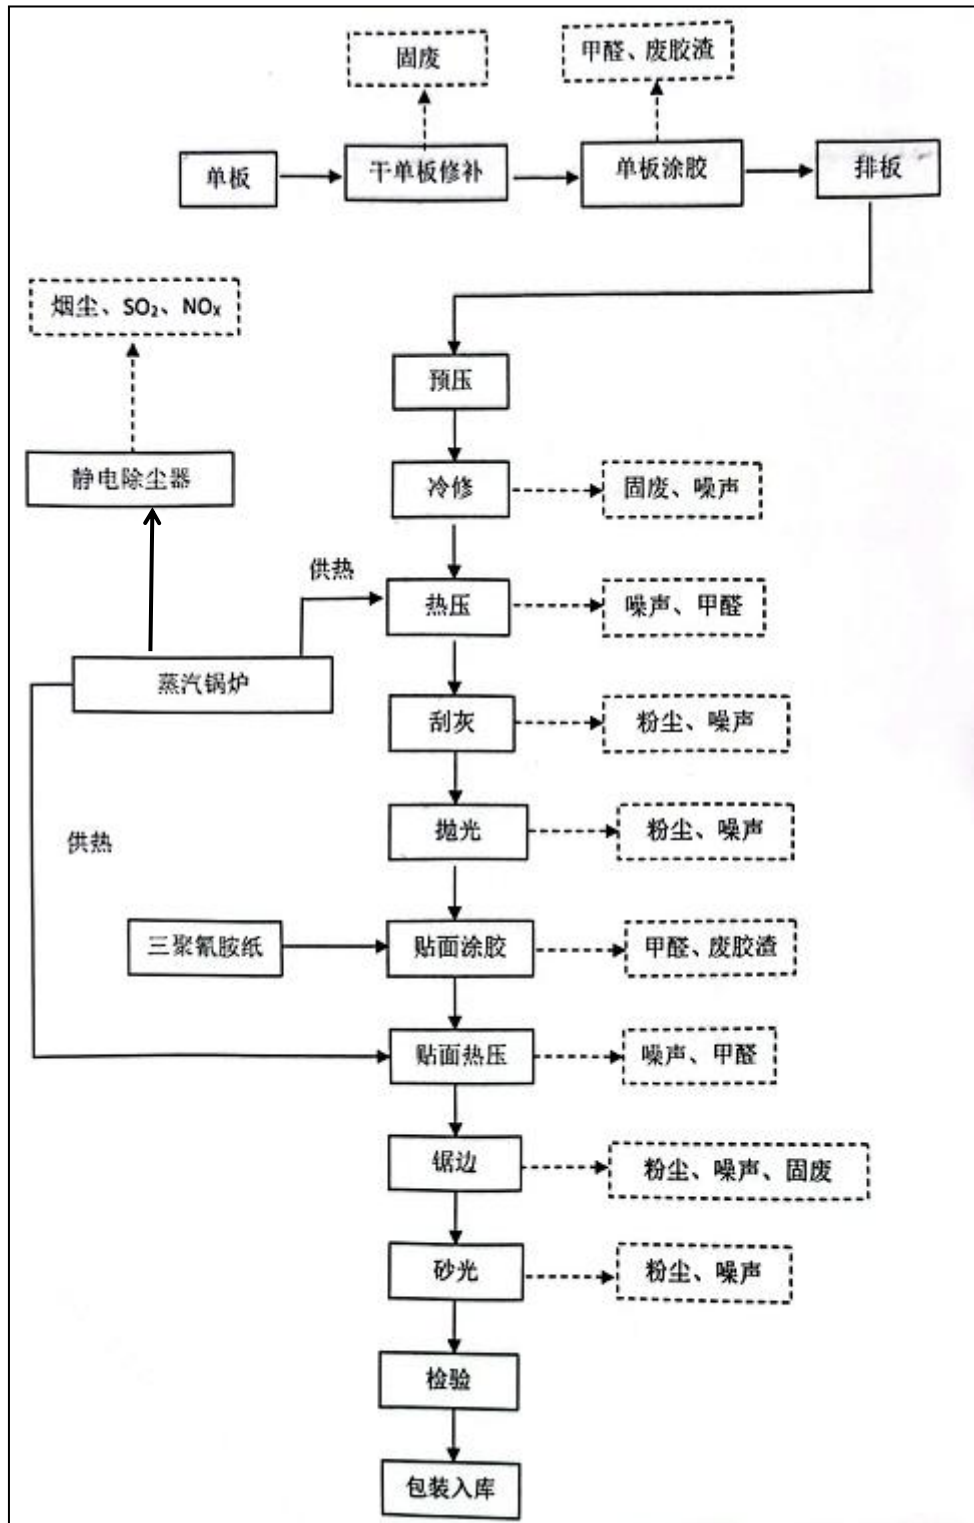 固废
甲醛、废胶渣
单板
干单板修补
单板涂胶
排板
烟尘、SO₂、NOₓ
预压
静电除尘器
冷修
固废、噪声
供热
热压
噪声、甲醛
蒸汽锅炉
刮灰
粉尘、噪声
供热
抛光
粉尘、噪声
三聚氰胺纸
贴面涂胶
甲醛、废胶渣
贴面热压
噪声、甲醛
锯边
粉尘、噪声、固废
砂光
粉尘、噪声
检验
包装入库